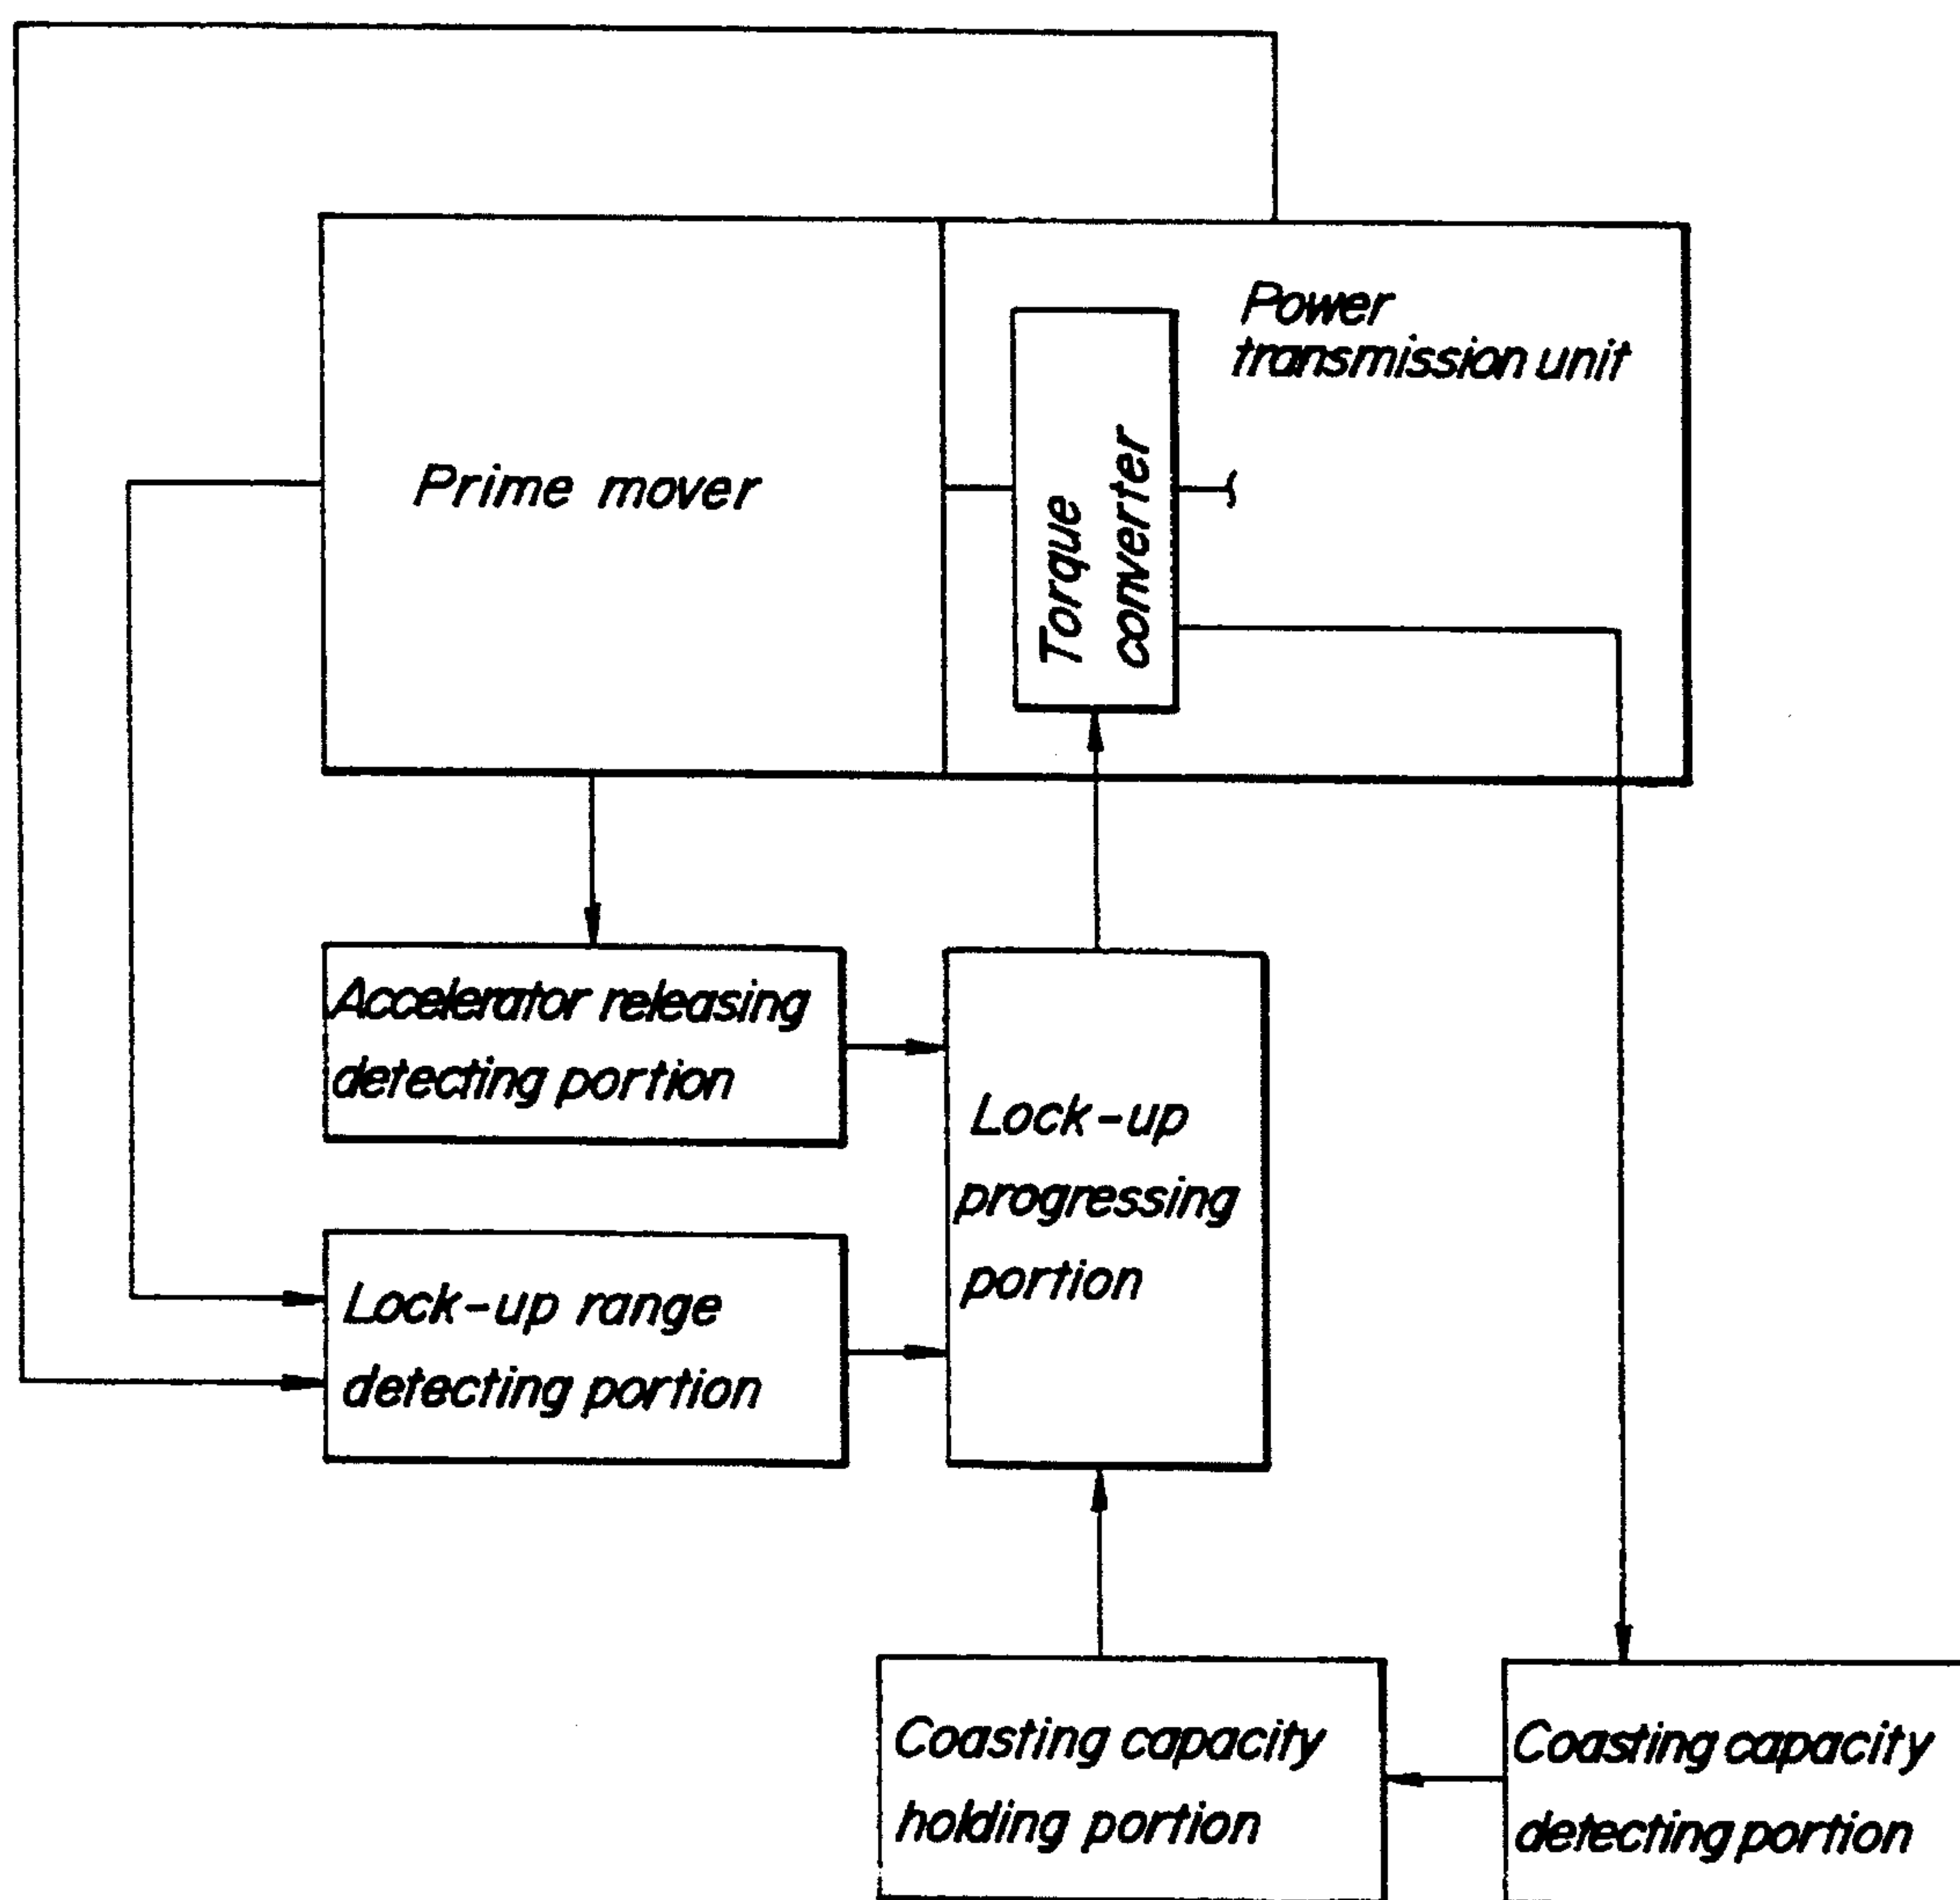 Power
transmission unit
Prime mover
Torque
converter
Accelerator releasing
detecting portion
Lock-up
progressing
portion
Lock-up range
detecting portion
Coasting capacity
holding portion
Coasting capacity
detecting portion